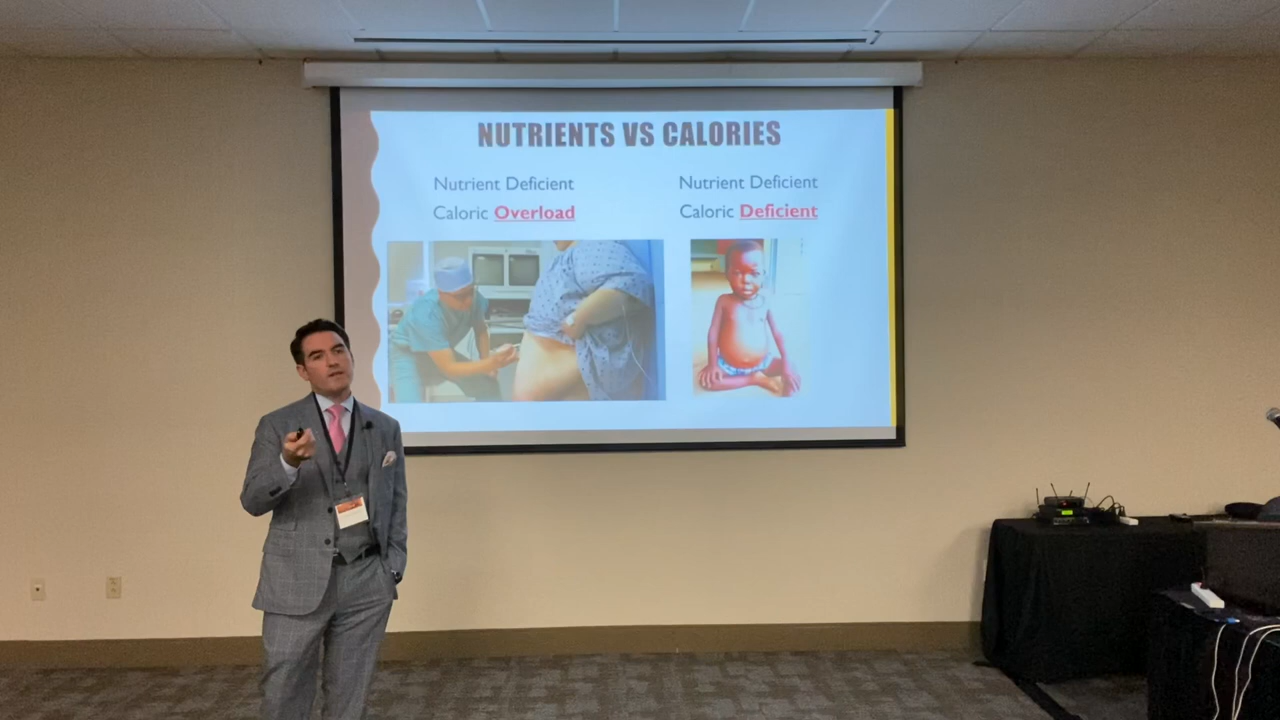 NUTRIENTS VS CALORIES
Nutrient Deficient
Caloric Overload
Nutrient Deficient
Caloric Deficient